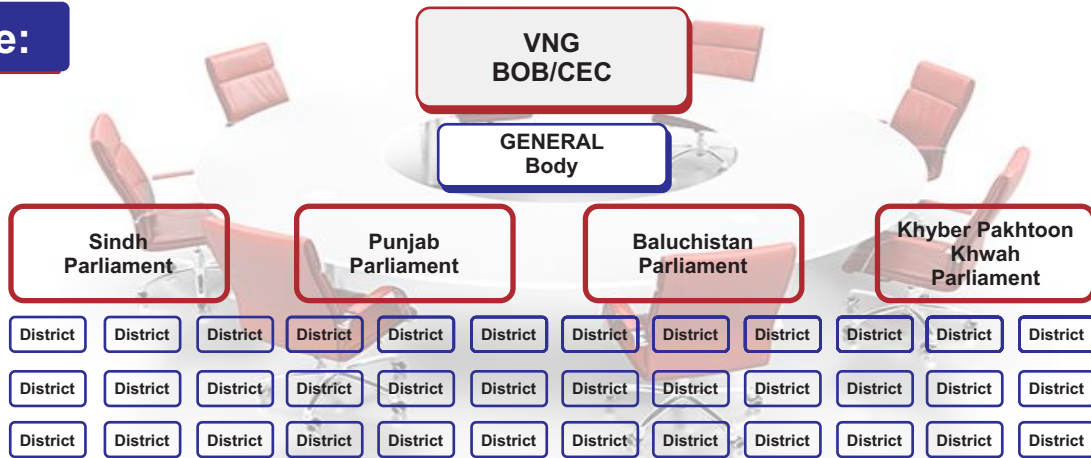 e:
VNG
BOB/CEC
GENERAL
Body
Sindh
Parliament
Punjab
Parliament
Baluchistan
Parliament
Khyber Pakhtoon
Khwah
Parliament
District District District District District District District District District District District District
District District District District District District District District District District District District
District District District District District District District District District District District District